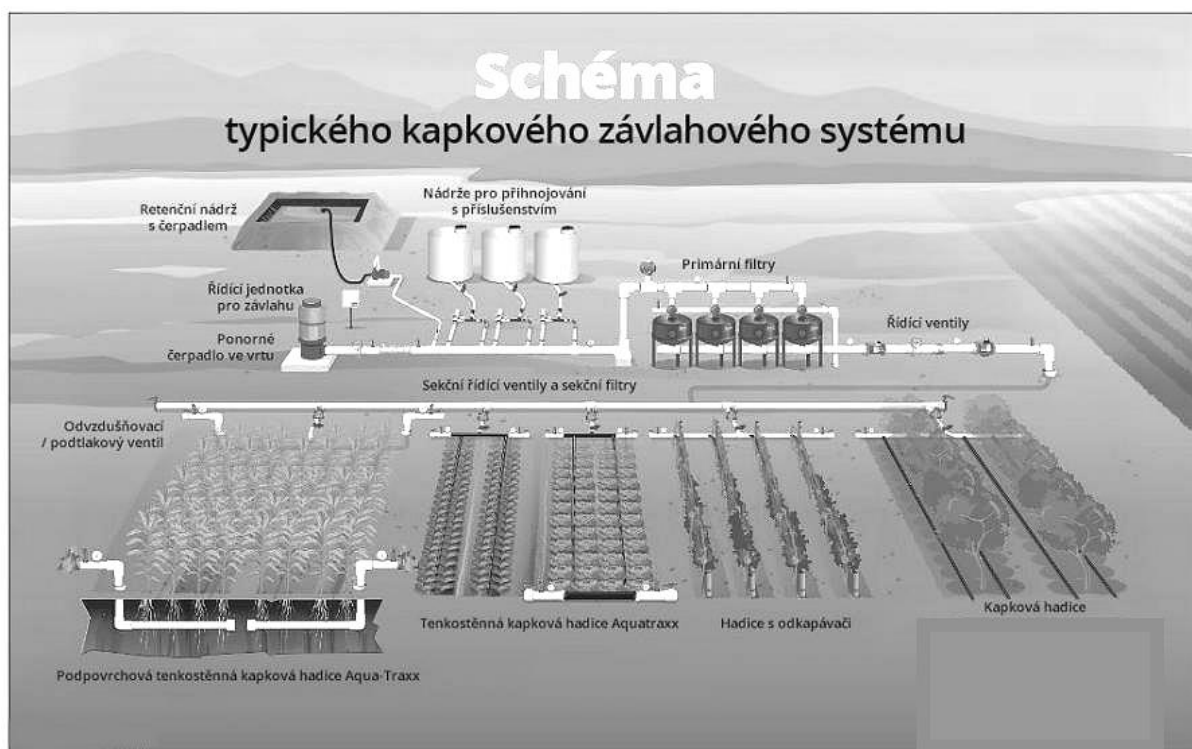 Schéma
typického kapkového závlahového systému
Nádrže pro přihnojování
s příslušenstvím
Retenční nádrž
s čerpadlem
Primární filtry
Řídící jednotka
pro závlahu
Řídící ventily
Ponorné
čerpadlo ve vrtu
Sekční řídící ventily a sekční filtry
Odvzdušňovací
/ podtlakový ventil
Kapková hadice
Tenkostěnná kapková hadice Aquatraxx
Hadice s odkapávači
Podpovrchová tenkostěnná kapková hadice Aqua-Traxx